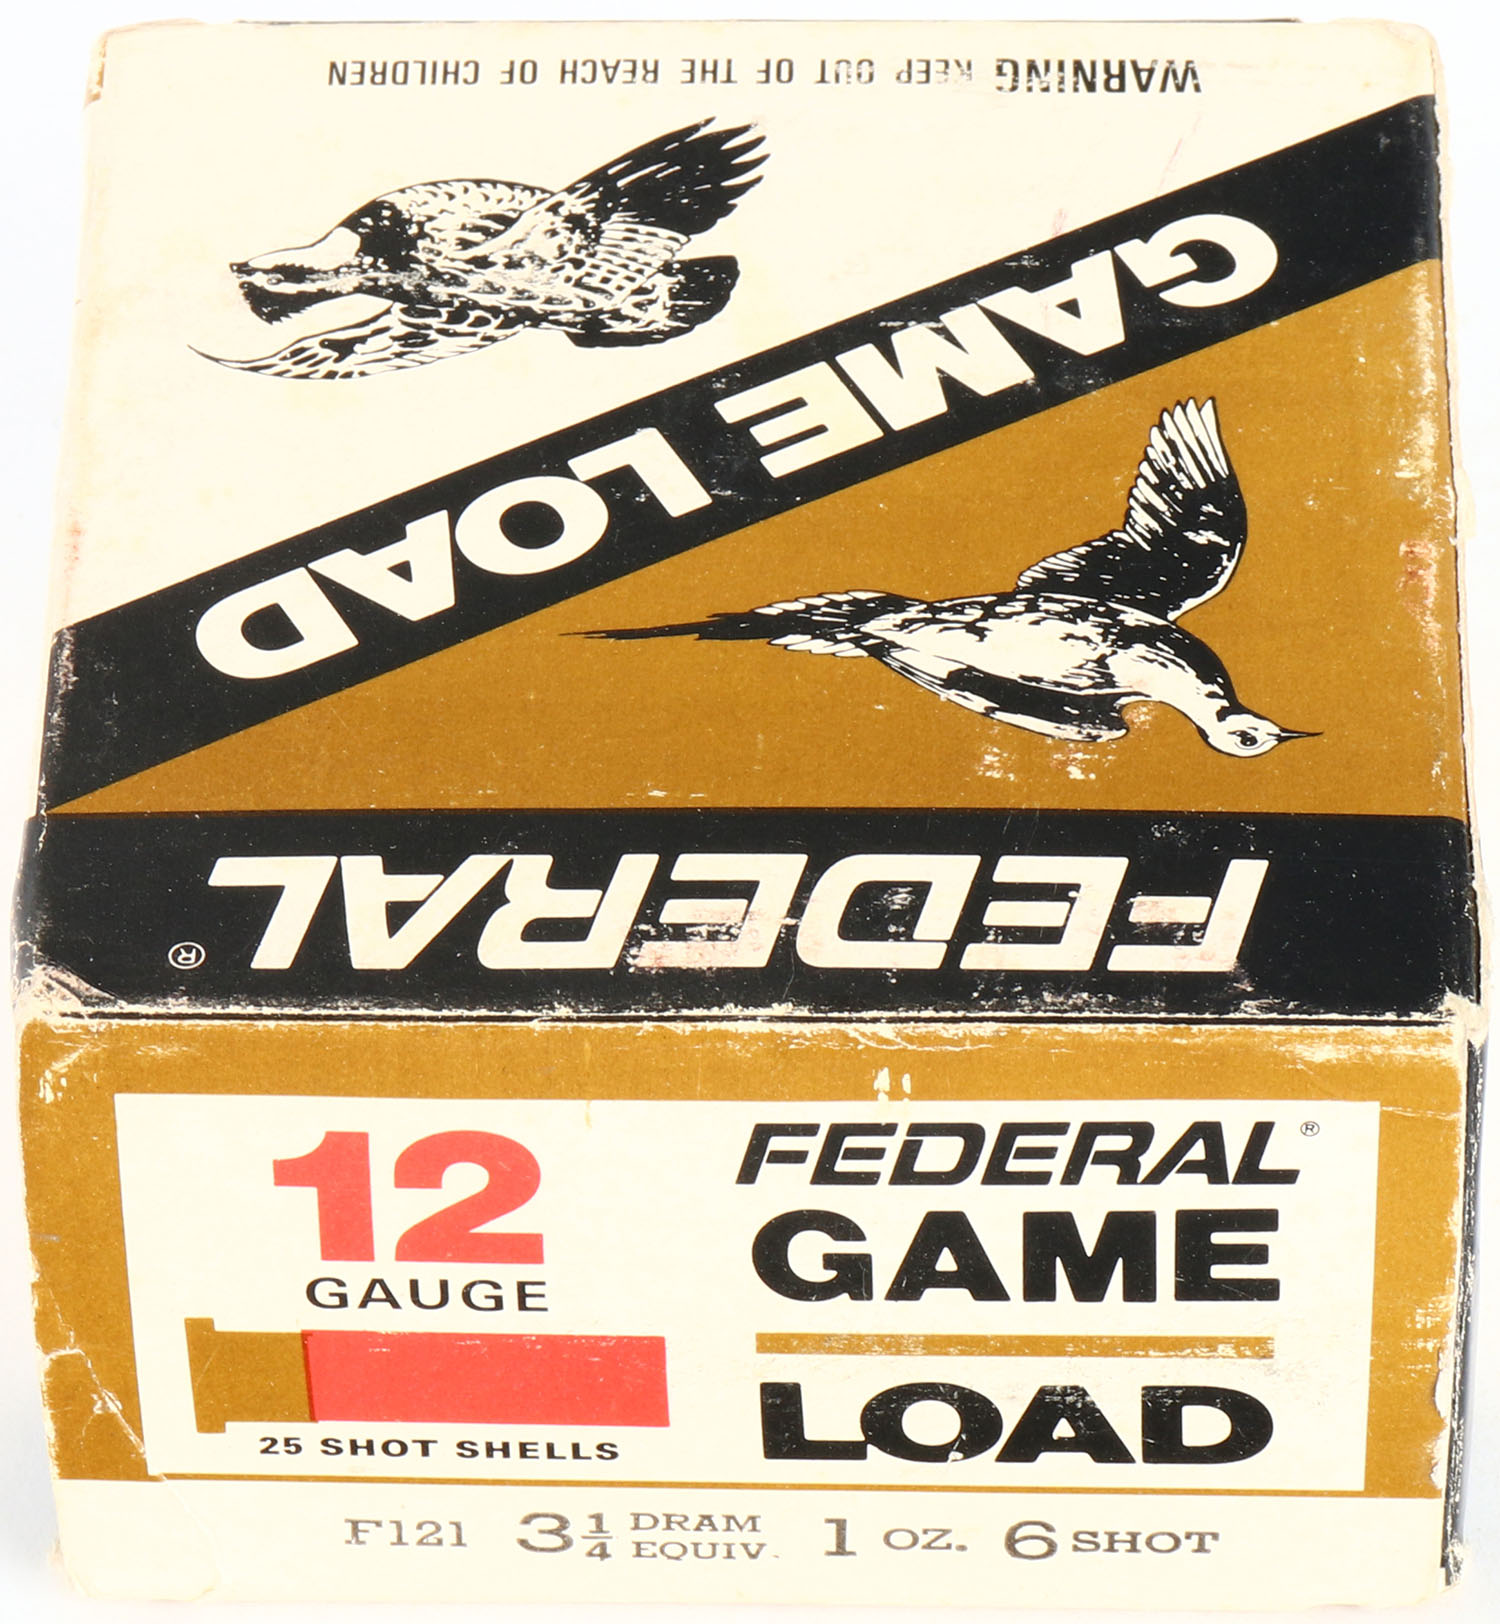 WARNING KEEP OUT OF THE REACH OF CHILDREN
GAME LOAD
FEDERAL®
12
GAUGE
25 SHOT SHELLS
FEDERAL®
GAME
LOAD
F121 3 1/4 DRAM EQUIV. 1 OZ. 6 SHOT